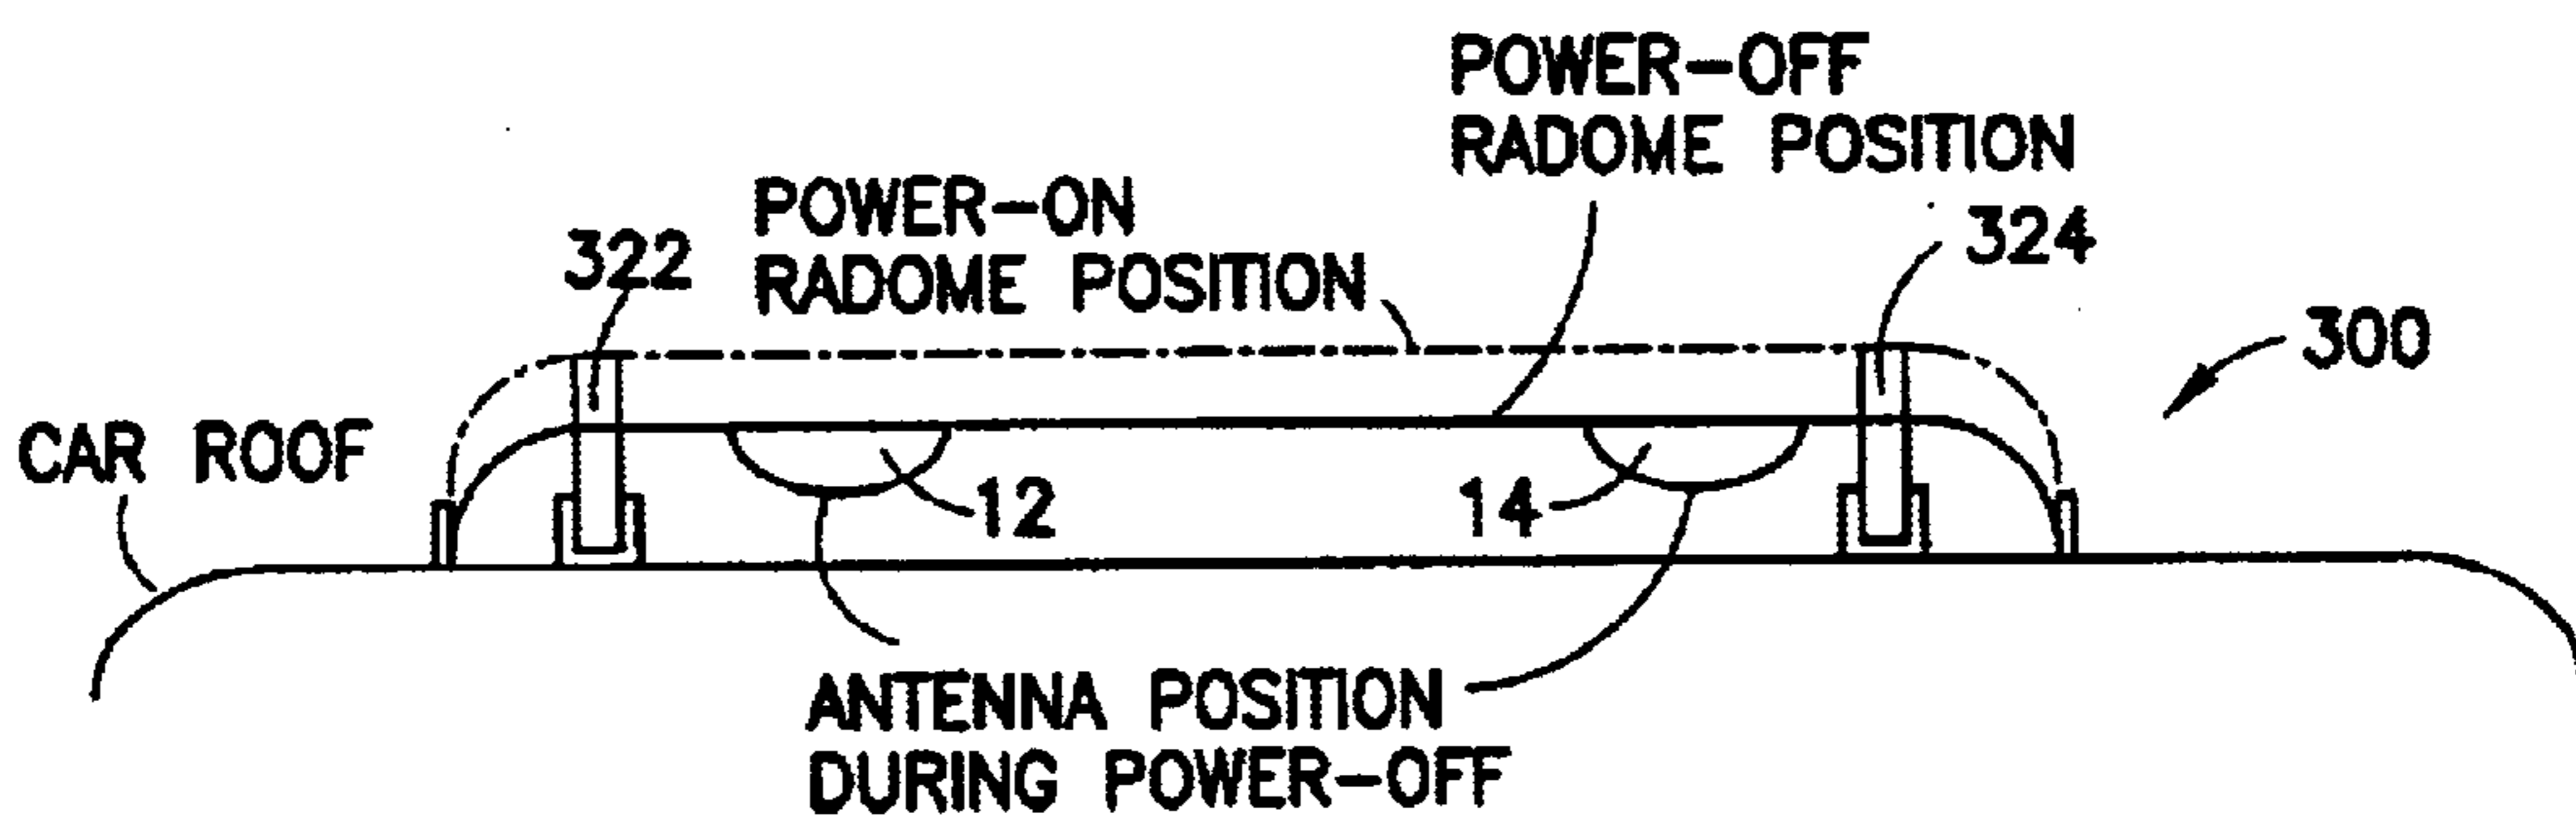 POWER-OFF
RADOME POSITION
POWER-ON
RADOME POSITION
322
324
300
CAR ROOF
12
14
ANTENNA POSITION
DURING POWER-OFF